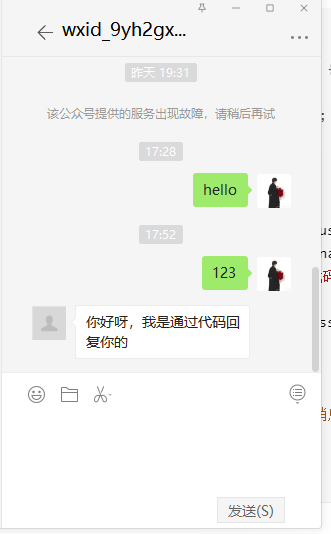 wxid_9yh2gx...
昨天 19:31
该公众号提供的服务出现故障，请稍后再试
17:28
hello
17:52
123
你好呀，我是通过代码回
复你的
发送(S)